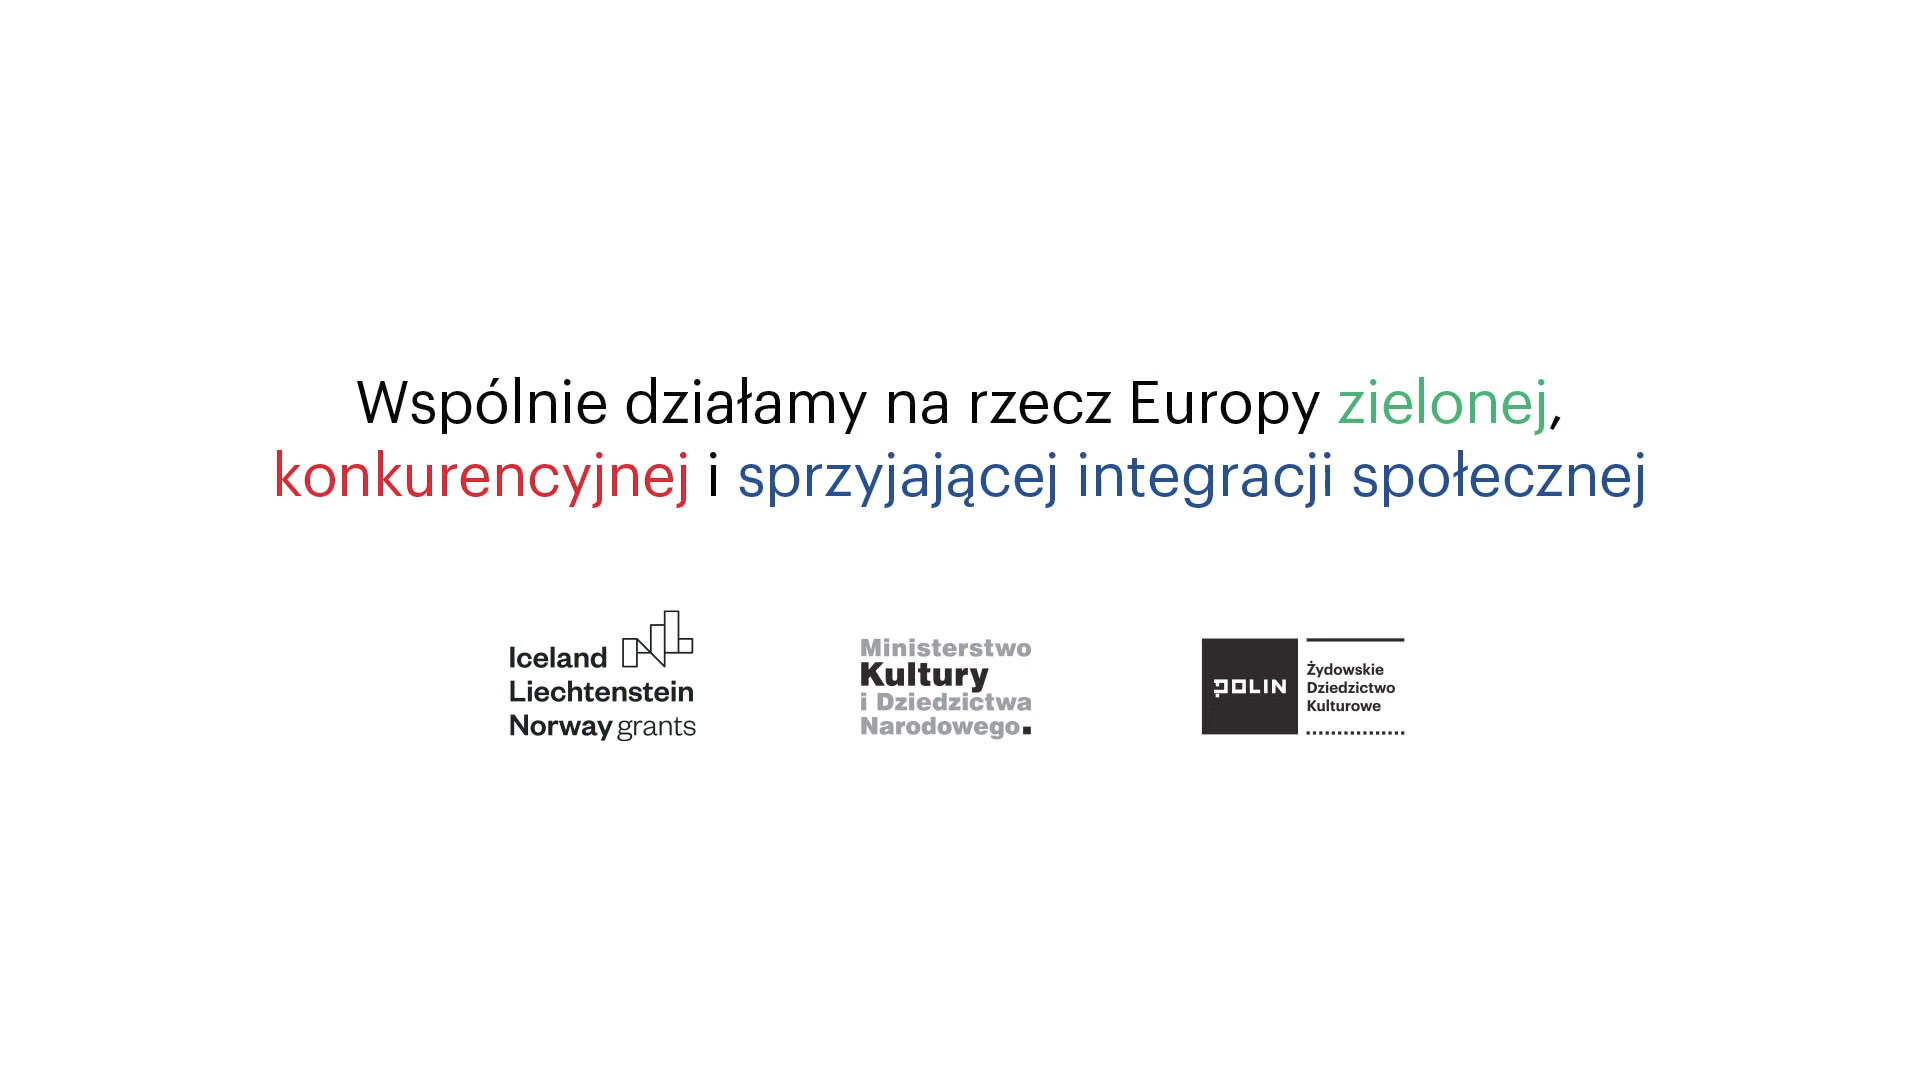 Wspólnie działamy na rzecz Europy zielonej,
konkurencyjnej i sprzyjającej integracji społecznej
Iceland
Liechtenstein
Norway grants
Ministerstwo
Kultury
i Dziedzictwa
Narodowego.
POLIN
Żydowskie
Dziedzictwo
Kulturowe